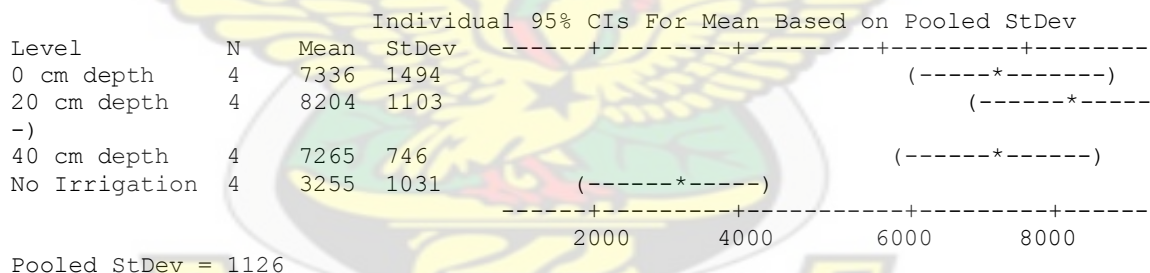 Individual 95% CIs For Mean Based on Pooled StDev
Level N Mean StDev ------+---------+---------+---------+--------
0 cm depth 4 7336 1494 (-----*-------)
20 cm depth 4 8204 1103 (------*-----
-)
40 cm depth 4 7265 746 (------*------)
No Irrigation 4 3255 1031 (------*-----)
------+---------+-----------+---------+------
2000 4000 6000 8000
Pooled StDev = 1126